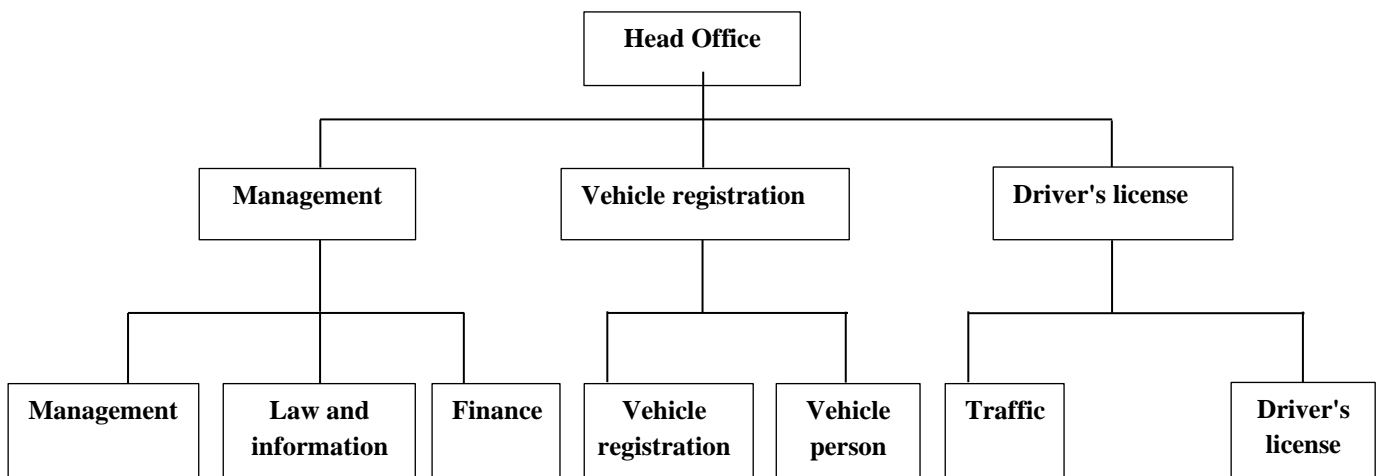 Head Office
Management
Vehicle registration
Driver's license
Management
Law and
information
Finance
Vehicle
registration
Vehicle
person
Traffic
Driver's
license